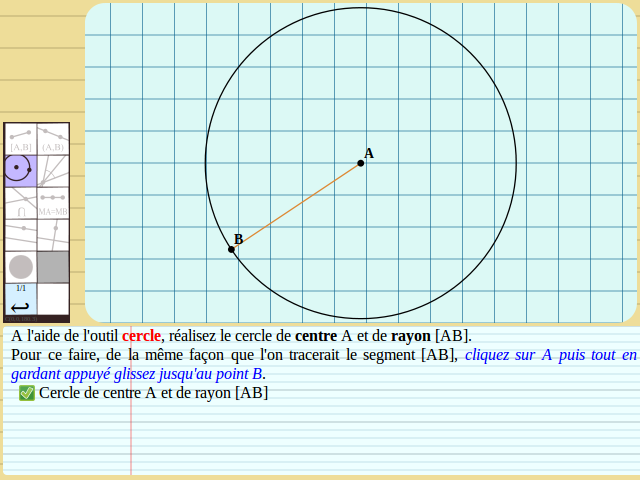 A
B
[A,B] (A,B)
⋂ MA=MB
1/1
A l'aide de l'outil cercle, réalisez le cercle de centre A et de rayon [AB].
Pour ce faire, de la même façon que l'on tracerait le segment [AB], cliquez sur A puis tout en
gardant appuyé glissez jusqu'au point B.
✅ Cercle de centre A et de rayon [AB]